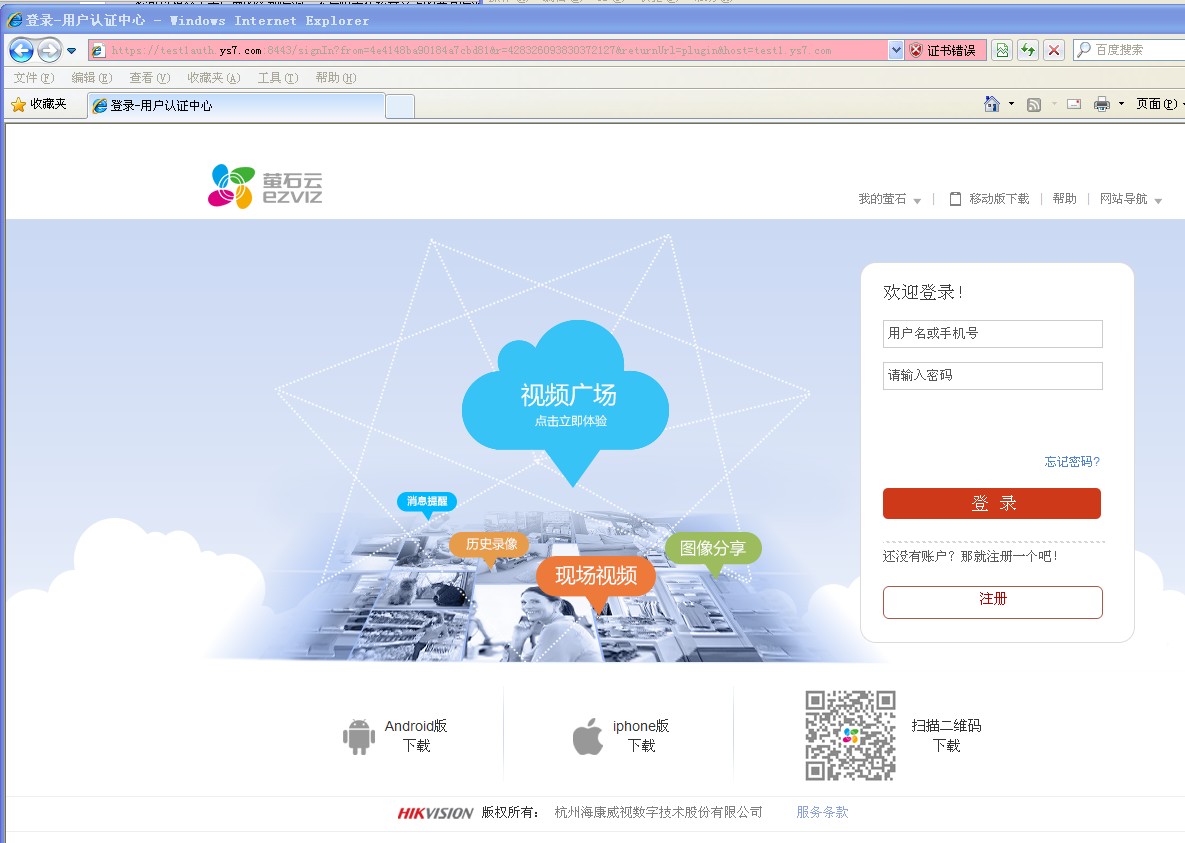 登录-用户认证中心 - Windows Internet Explorer
https://test1auth.ys7.com:8443/signIn?from=4e4148ba90184a7cbd81&r=428326093830372127&returnUrl=plugin&host=test1.ys7.com
证书错误
百度搜索
文件(F) 编辑(E) 查看(V) 收藏夹(A) 工具(T) 帮助(H)
收藏夹
登录-用户认证中心
页面(P)
萤石云
ezviz
我的萤石
移动版下载
帮助
网站导航
欢迎登录!
用户名或手机号
请输入密码
忘记密码?
登 录
还没有账户? 那就注册一个吧!
注册
视频广场
点击立即体验
消息提醒
历史录像
图像分享
现场视频
Android版
下载
iphone版
下载
扫描二维码
下载
HIKVISION 版权所有: 杭州海康威视数字技术股份有限公司 服务条款